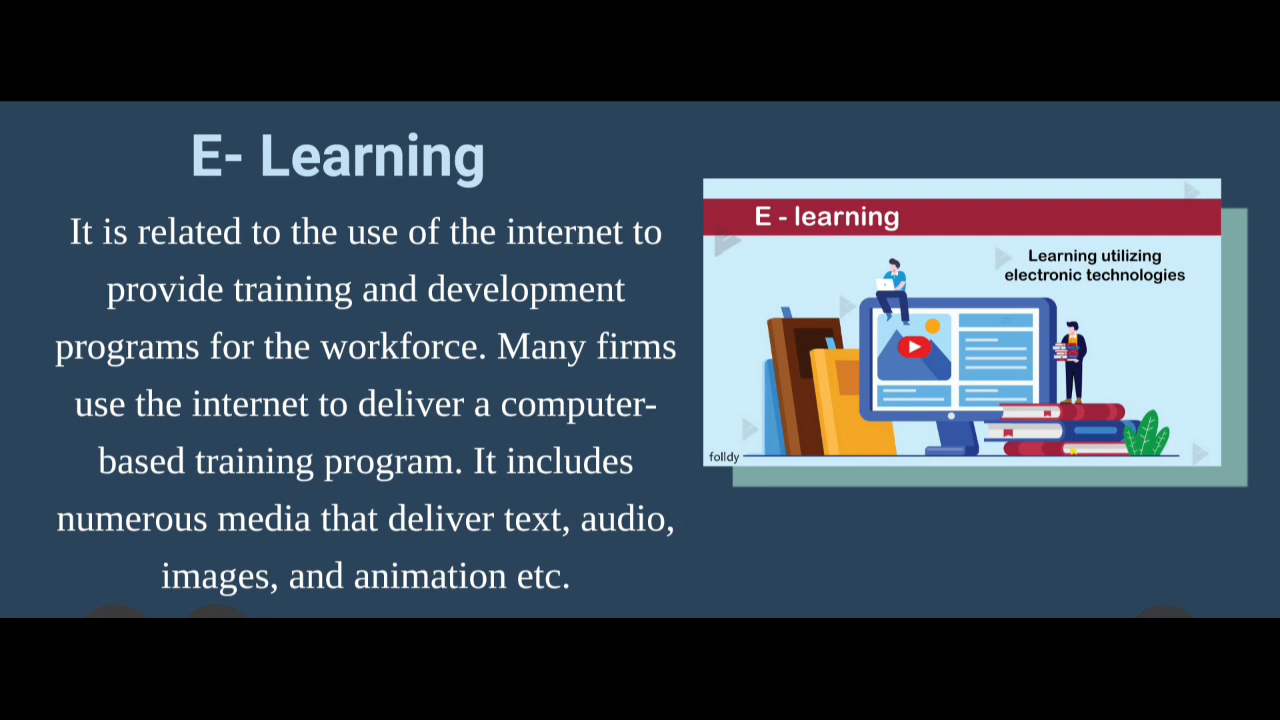 E- Learning
It is related to the use of the internet to
provide training and development
programs for the workforce. Many firms
use the internet to deliver a computer-
based training program. It includes
numerous media that deliver text, audio,
images, and animation etc.
E - learning
Learning utilizing
electronic technologies
folldy